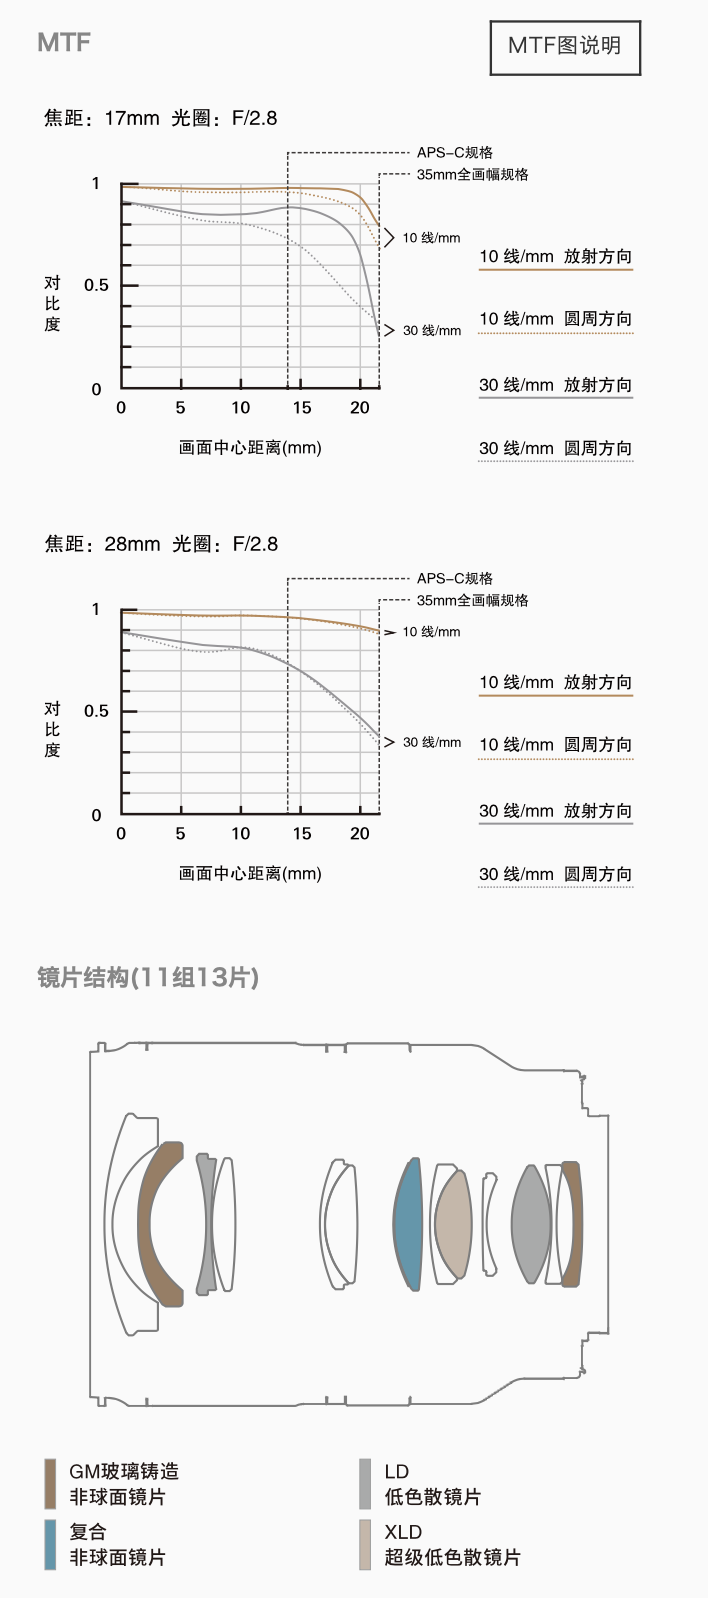 MTF
MTF图说明
焦距：17mm 光圈：F/2.8
APS-C规格
35mm全画幅规格
1
10 线/mm
10 线/mm 放射方向
对比度
0.5
10 线/mm 圆周方向
30 线/mm
30 线/mm 放射方向
0
0 5 10 15 20
画面中心距离(mm)
30 线/mm 圆周方向
焦距：28mm 光圈：F/2.8
APS-C规格
35mm全画幅规格
1
10 线/mm
10 线/mm 放射方向
对比度
0.5
10 线/mm 圆周方向
30 线/mm
30 线/mm 放射方向
0
0 5 10 15 20
画面中心距离(mm)
30 线/mm 圆周方向
镜片结构(11组13片)
GM玻璃铸造
非球面镜片
LD
低色散镜片
复合
非球面镜片
XLD
超级低色散镜片